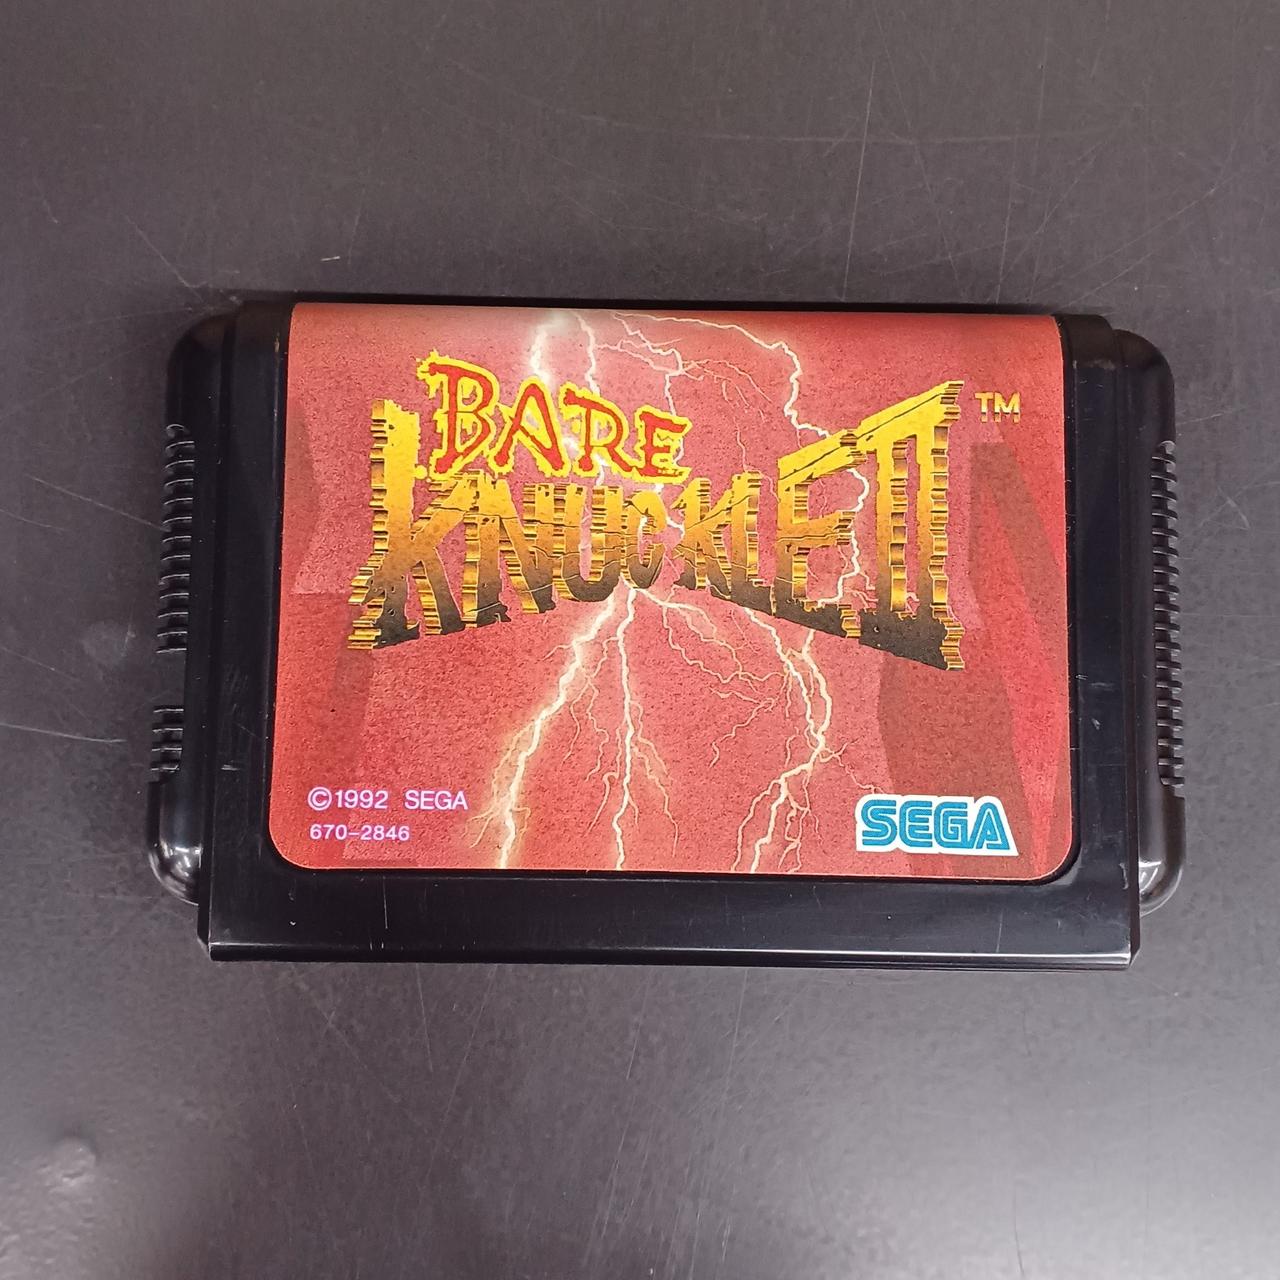 BARE
KNUCKLE II ™
©1992 SEGA
670-2846
SEGA